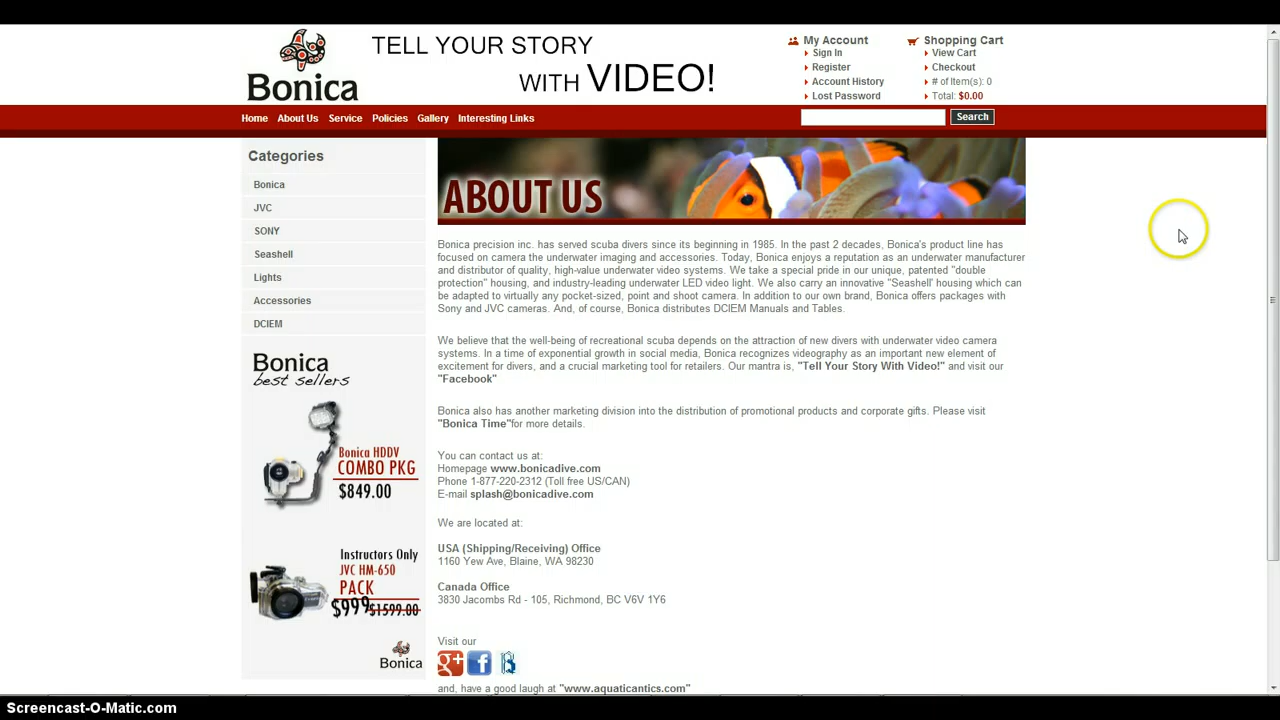 TELL YOUR STORY
WITH VIDEO!
Bonica
My Account
Sign In
Register
Account History
Lost Password
Shopping Cart
View Cart
Checkout
# of Item(s): 0
Total: $0.00
Home About Us Service Policies Gallery Interesting Links
Search
Categories
Bonica
JVC
SONY
Seashell
Lights
Accessories
DCIEM
Bonica
best sellers
Bonica HDDV
COMBO PKG
$849.00
Instructors Only
JVC HM-650
PACK
$999 $1599.00
Bonica
ABOUT US
Bonica precision inc. has served scuba divers since its beginning in 1985. In the past 2 decades, Bonica's product line has
focused on camera the underwater imaging and accessories. Today, Bonica enjoys a reputation as an underwater manufacturer
and distributor of quality, high-value underwater video systems. We take a special pride in our unique, patented "double
protection" housing, and industry-leading underwater LED video light. We also carry an innovative "Seashell' housing which can
be adapted to virtually any pocket-sized, point and shoot camera. In addition to our own brand, Bonica offers packages with
Sony and JVC cameras. And, of course, Bonica distributes DCIEM Manuals and Tables.
We believe that the well-being of recreational scuba depends on the attraction of new divers with underwater video camera
systems. In a time of exponential growth in social media, Bonica recognizes videography as an important new element of
excitement for divers, and a crucial marketing tool for retailers. Our mantra is, "Tell Your Story With Video!" and visit our
"Facebook"
Bonica also has another marketing division into the distribution of promotional products and corporate gifts. Please visit
"Bonica Time"for more details.
You can contact us at:
Homepage www.bonicadive.com
Phone 1-877-220-2312 (Toll free US/CAN)
E-mail splash@bonicadive.com
We are located at:
USA (Shipping/Receiving) Office
1160 Yew Ave, Blaine, WA 98230
Canada Office
3830 Jacombs Rd - 105, Richmond, BC V6V 1Y6
Visit our
g+ f B
and, have a good laugh at "www.aquaticantics.com"
Screencast-O-Matic.com